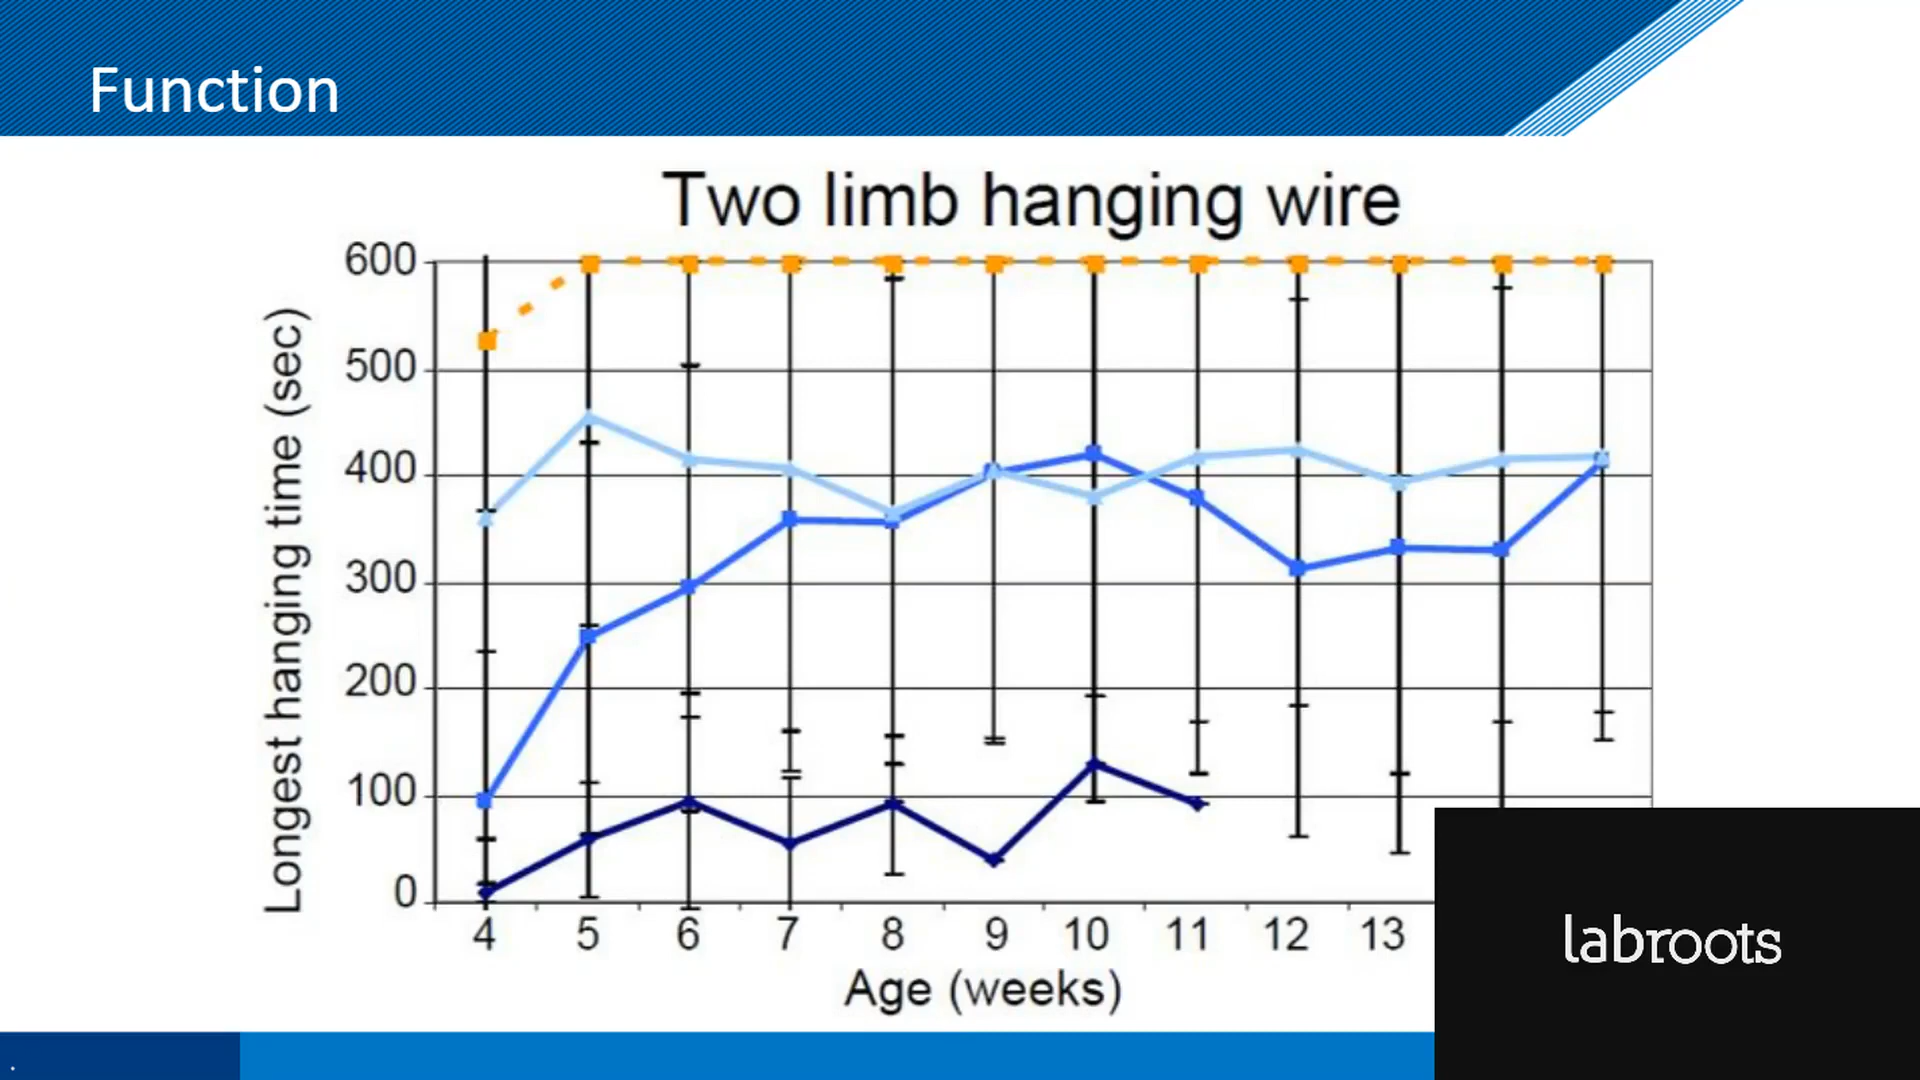 Function
Two limb hanging wire
Longest hanging time (sec)
600
500
400
300
200
100
0
4 5 6 7 8 9 10 11 12 13
Age (weeks)
labroots